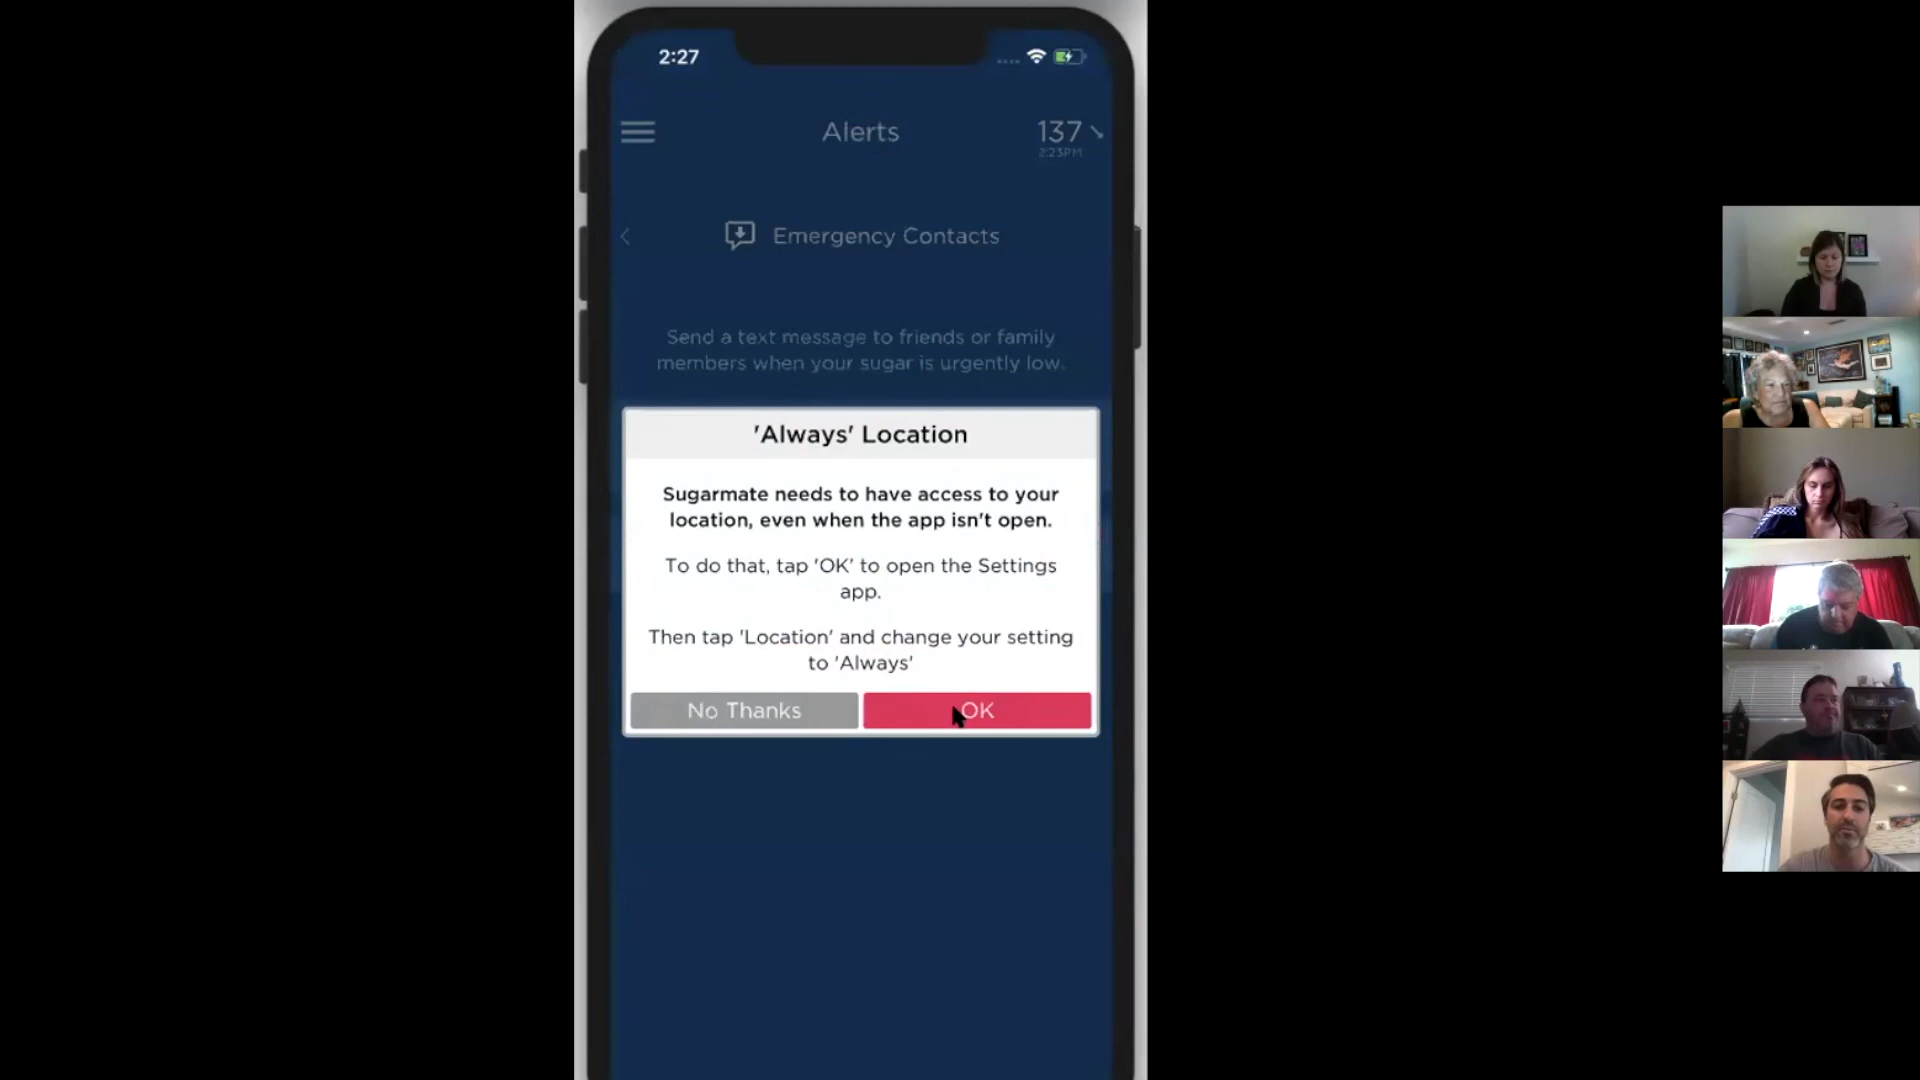 2:27
Alerts
137
2:23PM
Emergency Contacts
Send a text message to friends or family
members when your sugar is urgently low.
'Always' Location
Sugarmate needs to have access to your
location, even when the app isn't open.
To do that, tap 'OK' to open the Settings
app.
Then tap 'Location' and change your setting
to 'Always'
No Thanks
OK